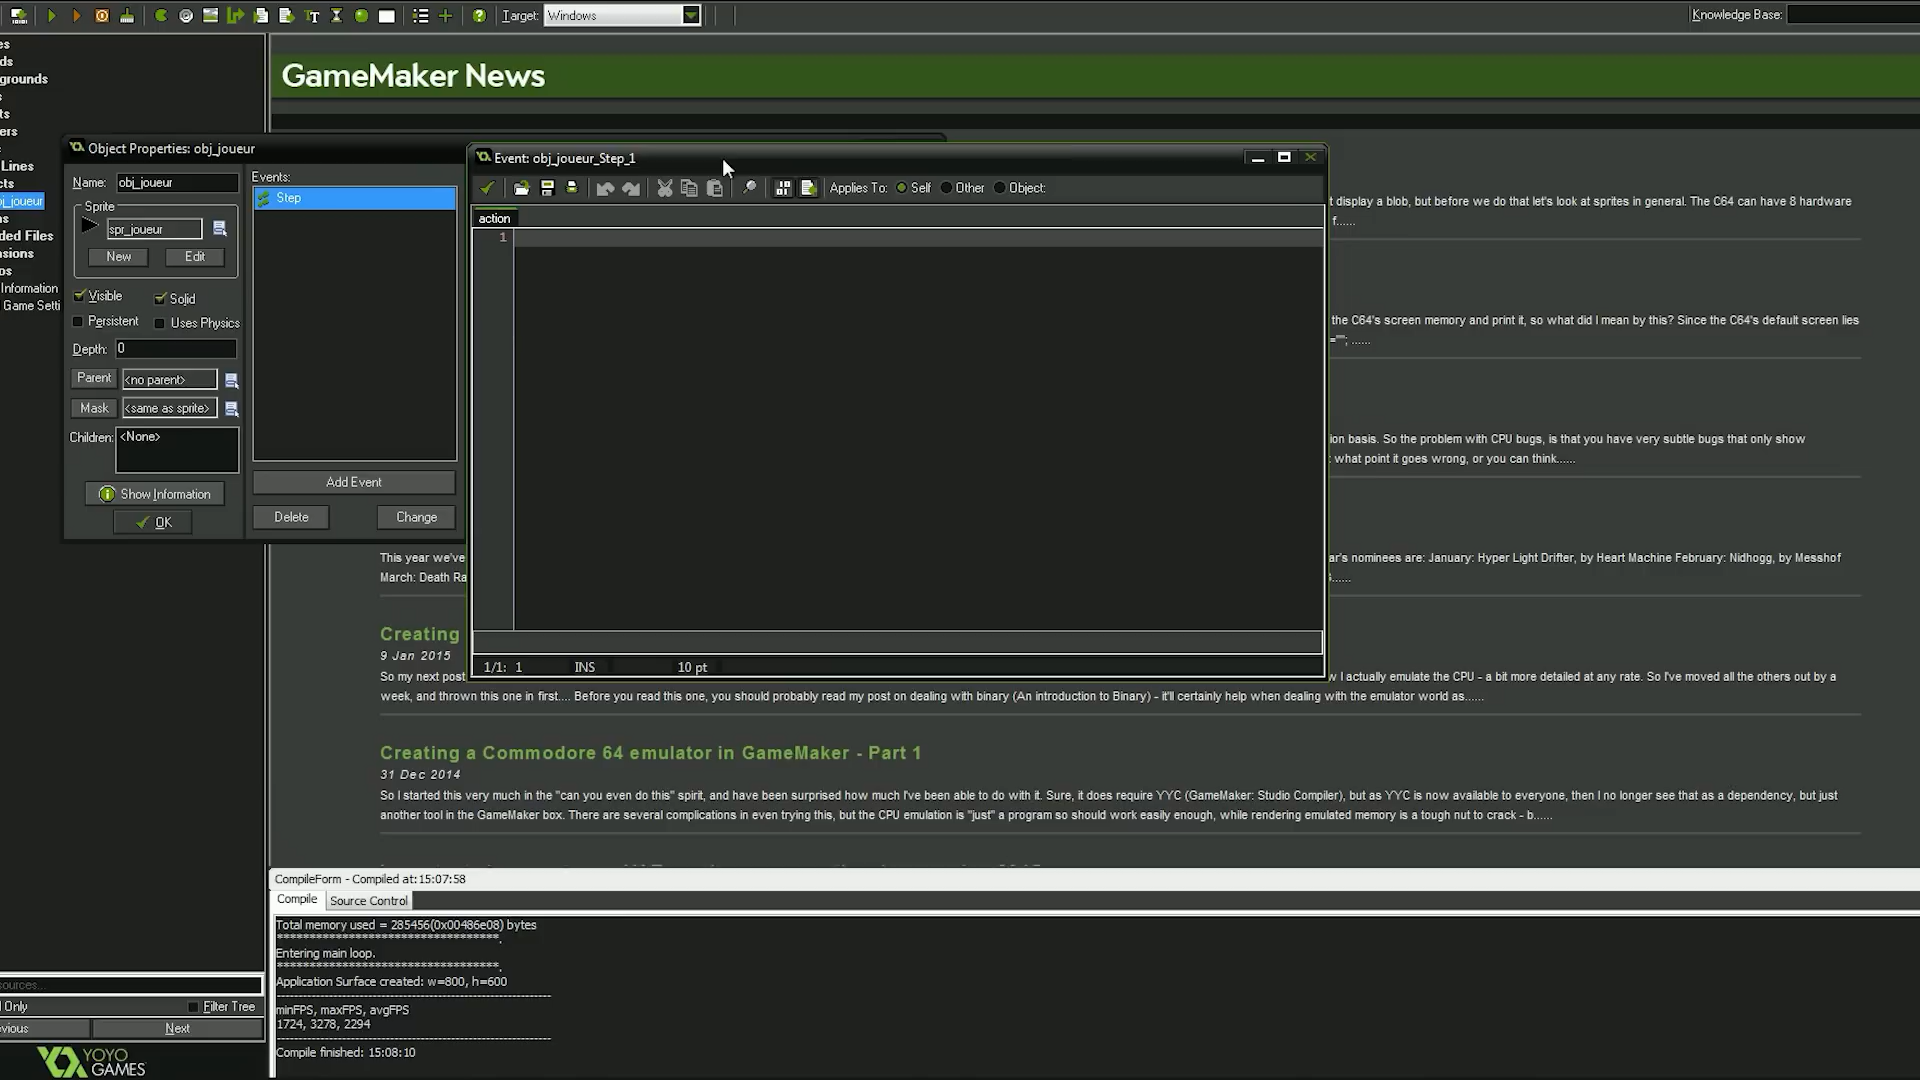 Target: Windows
Knowledge Base:
es
ds
grounds
s
ts
ers
Lines
cts
bj_joueur
ns
ded Files
nsions
os
Information
Game Setti
GameMaker News
Object Properties: obj_joueur
Name: obj_joueur
Sprite
spr_joueur
New
Edit
Visible
Solid
Persistent
Uses Physics
Depth: 0
Parent <no parent>
Mask <same as sprite>
Children: <None>
Show Information
OK
Events:
Step
Add Event
Delete
Change
Event: obj_joueur_Step_1
Applies To: Self Other Object:
action
1
1/1: 1 INS 10 pt
t display a blob, but before we do that let's look at sprites in general. The C64 can have 8 hardware
f......
the C64's screen memory and print it, so what did I mean by this? Since the C64's default screen lies
=""; ......
ion basis. So the problem with CPU bugs, is that you have very subtle bugs that only show
what point it goes wrong, or you can think......
This year we've
ar's nominees are: January: Hyper Light Drifter, by Heart Machine February: Nidhogg, by Messhof
March: Death Ra
s......
Creating
9 Jan 2015
So my next post
w I actually emulate the CPU - a bit more detailed at any rate. So I've moved all the others out by a
week, and thrown this one in first.... Before you read this one, you should probably read my post on dealing with binary (An introduction to Binary) - it'll certainly help when dealing with the emulator world as......
Creating a Commodore 64 emulator in GameMaker - Part 1
31 Dec 2014
So I started this very much in the "can you even do this" spirit, and have been surprised how much I've been able to do with it. Sure, it does require YYC (GameMaker: Studio Compiler), but as YYC is now available to everyone, then I no longer see that as a dependency, but just
another tool in the GameMaker box. There are several complications in even trying this, but the CPU emulation is "just" a program so should work easily enough, while rendering emulated memory is a tough nut to crack - b......
CompileForm - Compiled at:15:07:58
Compile
Source Control
Total memory used = 285456(0x00486e08) bytes
**********************************.
Entering main loop.
**********************************.
Application Surface created: w=800, h=600
-------------------------------------------------------
minFPS, maxFPS, avgFPS
1724, 3278, 2294
-------------------------------------------------------
Compile finished: 15:08:10
ources...
l Only
Filter Tree
evious
Next
YOYO
GAMES